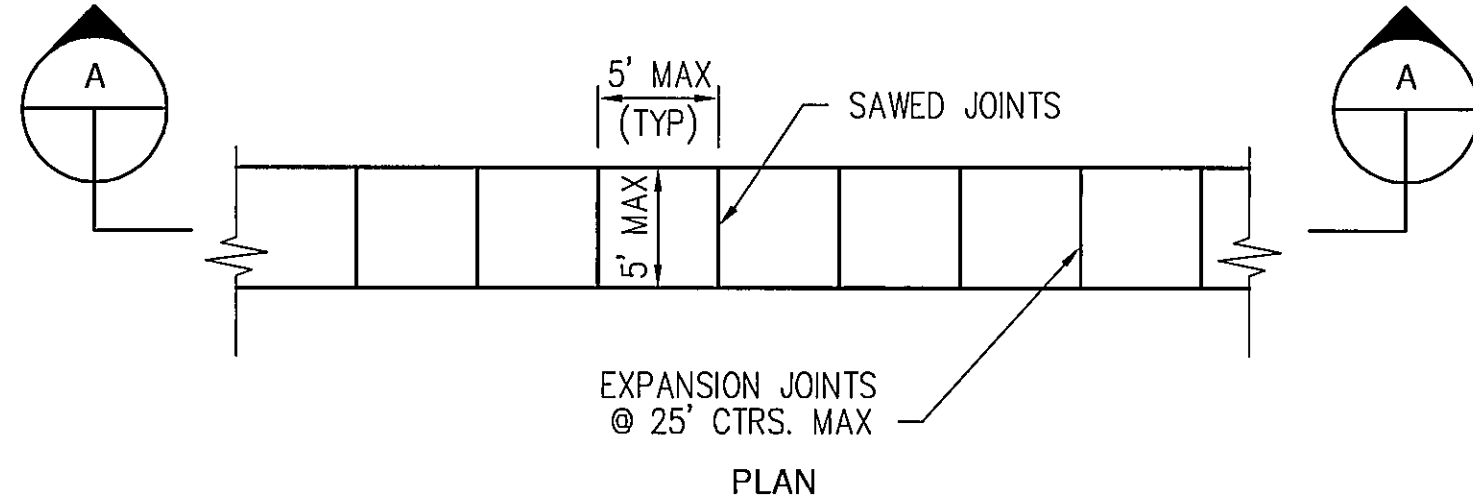 A
A
5' MAX
(TYP)
SAWED JOINTS
5' MAX
EXPANSION JOINTS
@ 25' CTRS. MAX
PLAN